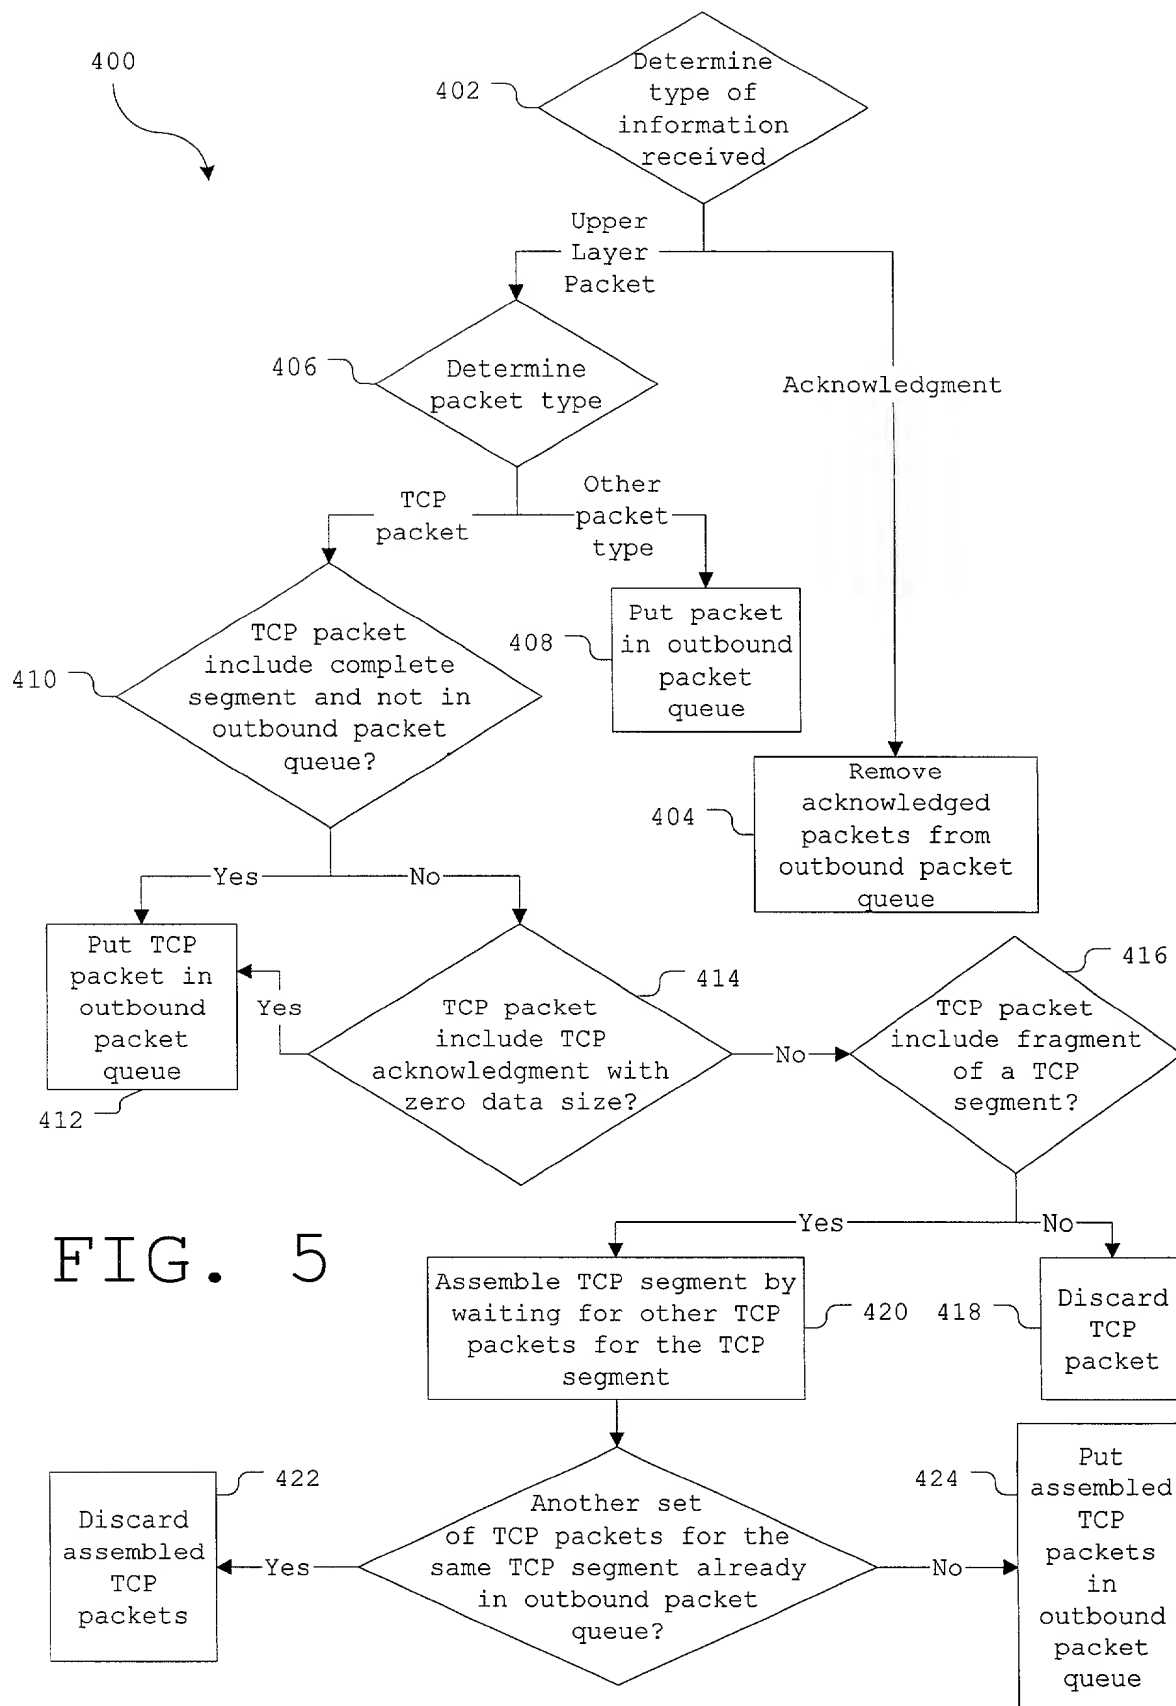 400
402
Determine
type of
information
received
Upper
Layer
Packet
406
Determine
packet type
Acknowledgment
TCP
packet
Other
packet
type
410
TCP packet
include complete
segment and not in
outbound packet
queue?
408
Put packet
in outbound
packet
queue
404
Remove
acknowledged
packets from
outbound packet
queue
Yes
No
Put TCP
packet in
outbound
packet
queue
412
Yes
414
TCP packet
include TCP
acknowledgment with
zero data size?
No
416
TCP packet
include fragment
of a TCP
segment?
Yes
No
FIG. 5
Assemble TCP segment by
waiting for other TCP
packets for the TCP
segment
420
418
Discard
TCP
packet
422
Discard
assembled
TCP
packets
Yes
Another set
of TCP packets for the
same TCP segment already
in outbound packet
queue?
No
424
Put
assembled
TCP
packets
in
outbound
packet
queue